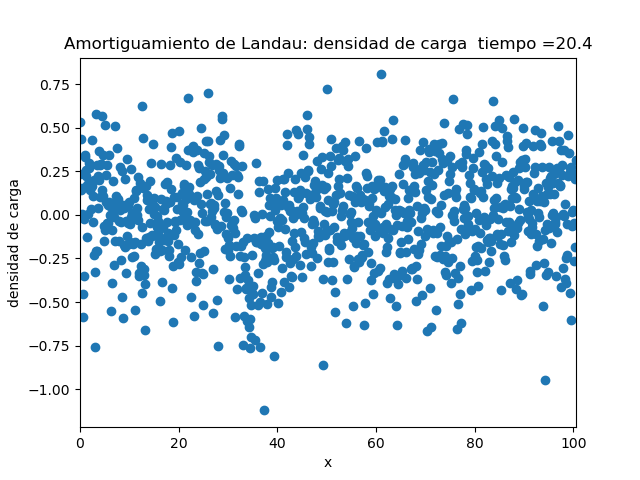 Amortiguamiento de Landau: densidad de carga  tiempo =20.4
densidad de carga
0.75
0.50
0.25
0.00
−0.25
−0.50
−0.75
−1.00
0 20 40 60 80 100
x